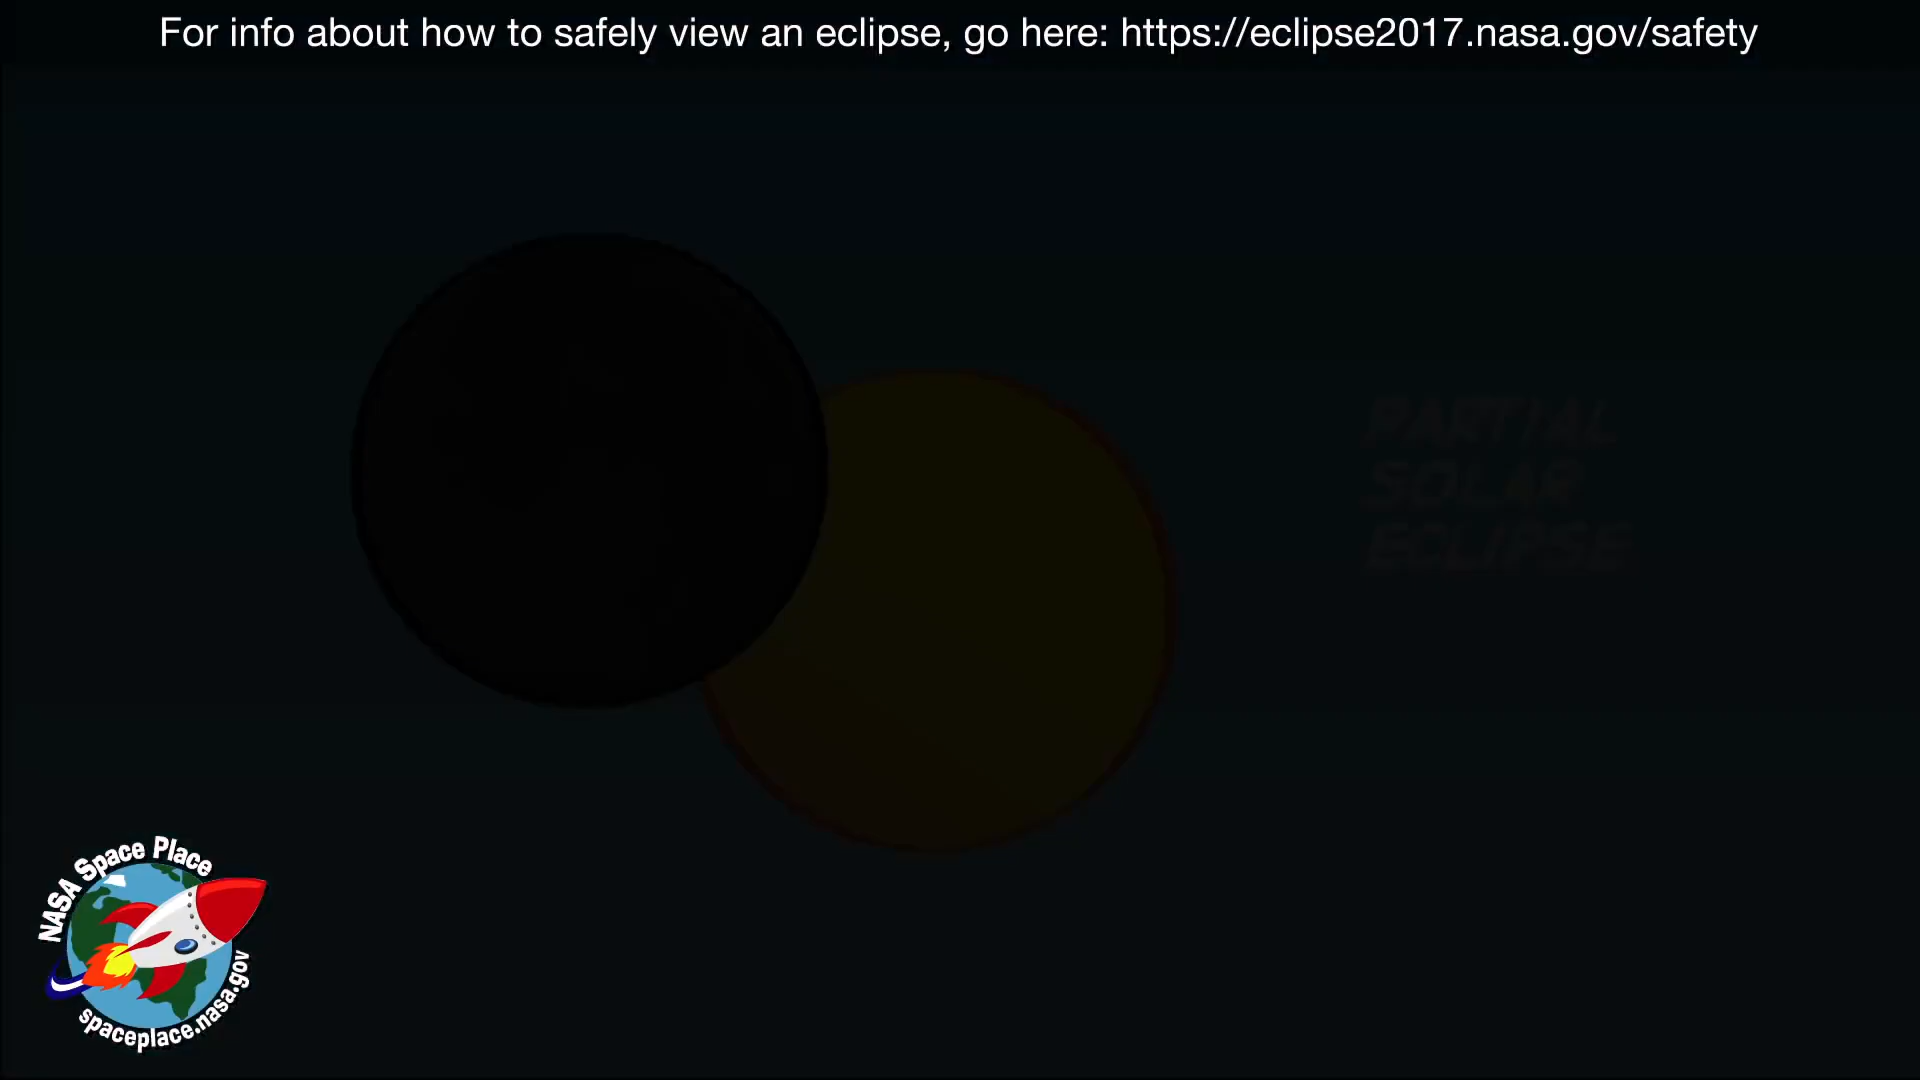 For info about how to safely view an eclipse, go here: https://eclipse2017.nasa.gov/safety
PARTIAL
SOLAR
ECLIPSE
NASA Space Place
spaceplace.nasa.gov